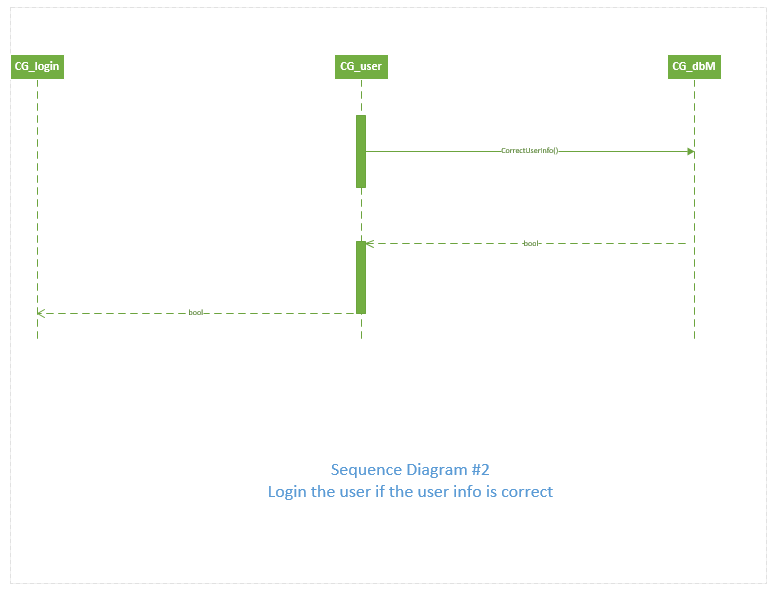 CG_login
CG_user
CG_dbM
CorrectUserInfo()
bool
bool
Sequence Diagram #2
Login the user if the user info is correct